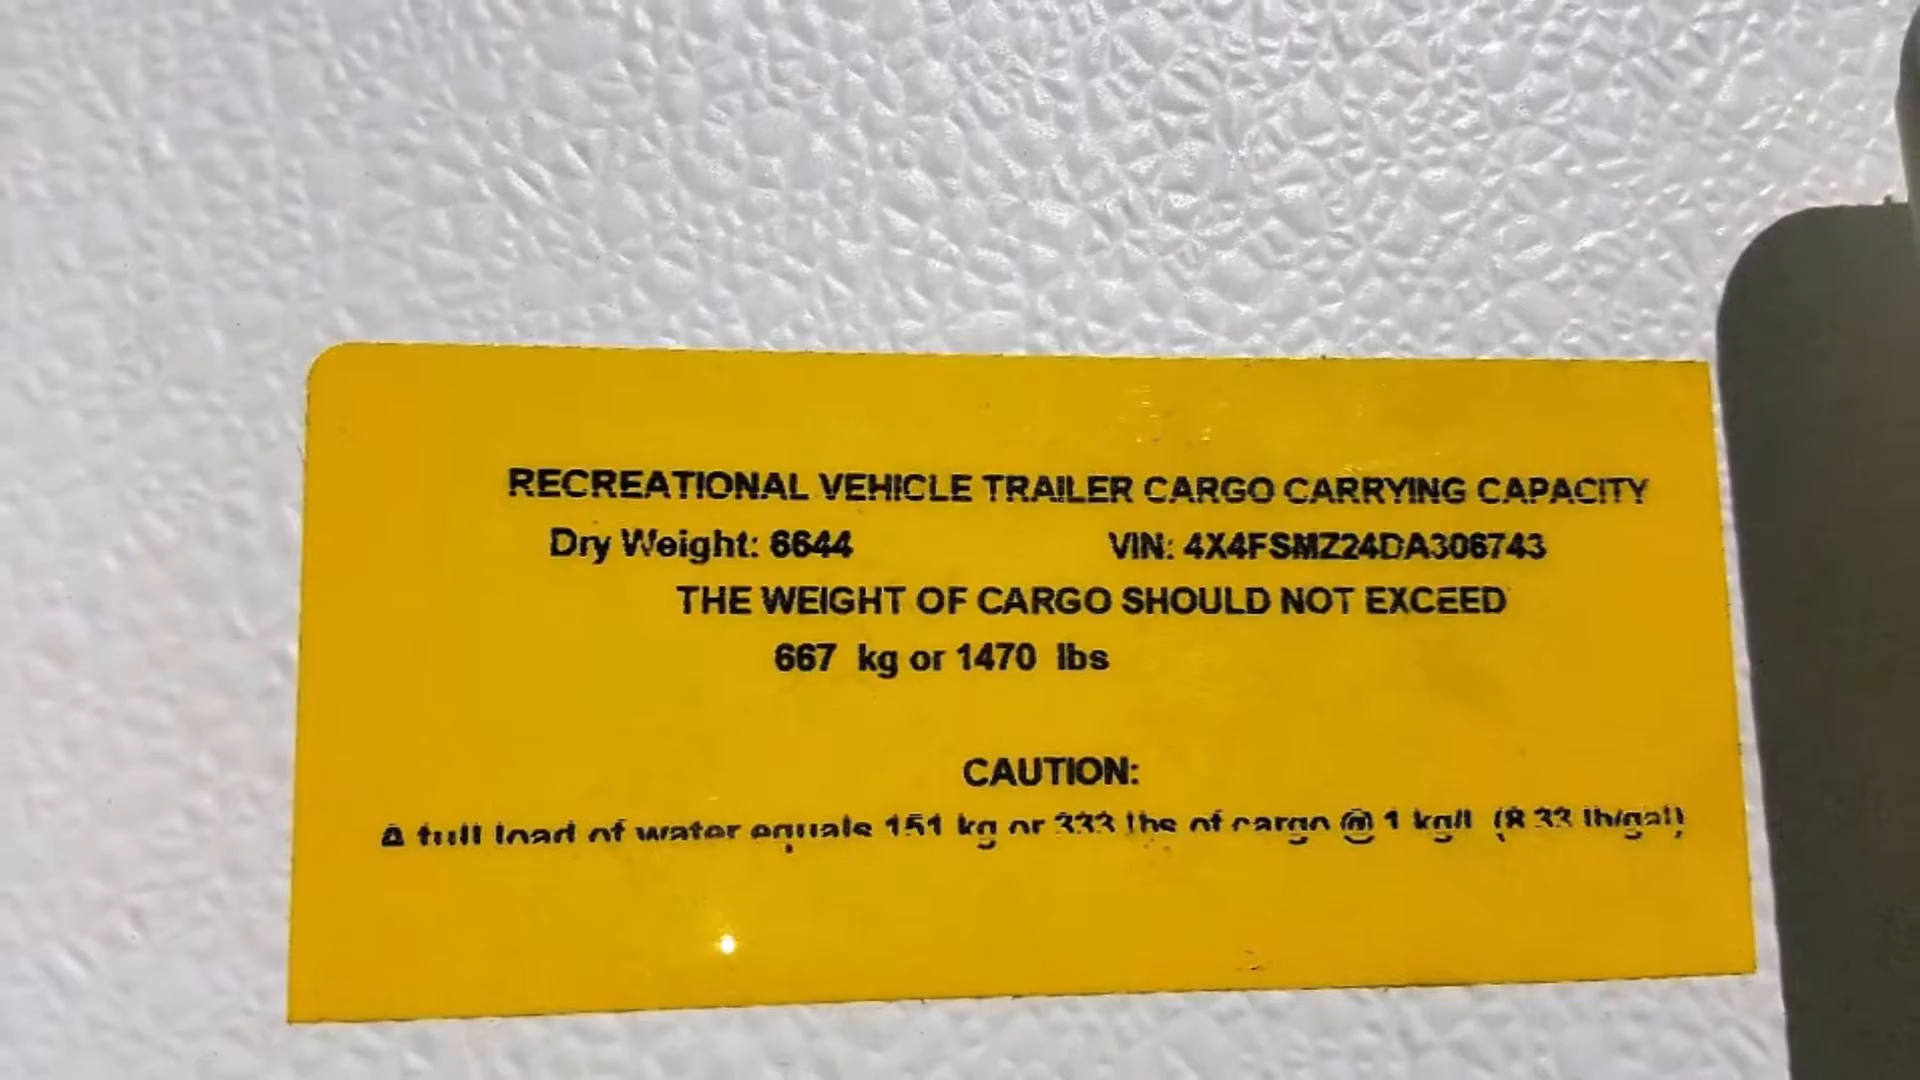 RECREATIONAL VEHICLE TRAILER CARGO CARRYING CAPACITY
Dry Weight: 6644 VIN: 4X4FSMZ24DA306743
THE WEIGHT OF CARGO SHOULD NOT EXCEED
667 kg or 1470 lbs
CAUTION:
A full load of water equals 151 kg or 333 lbs of cargo @ 1 kg/l (8.33 lb/gal)